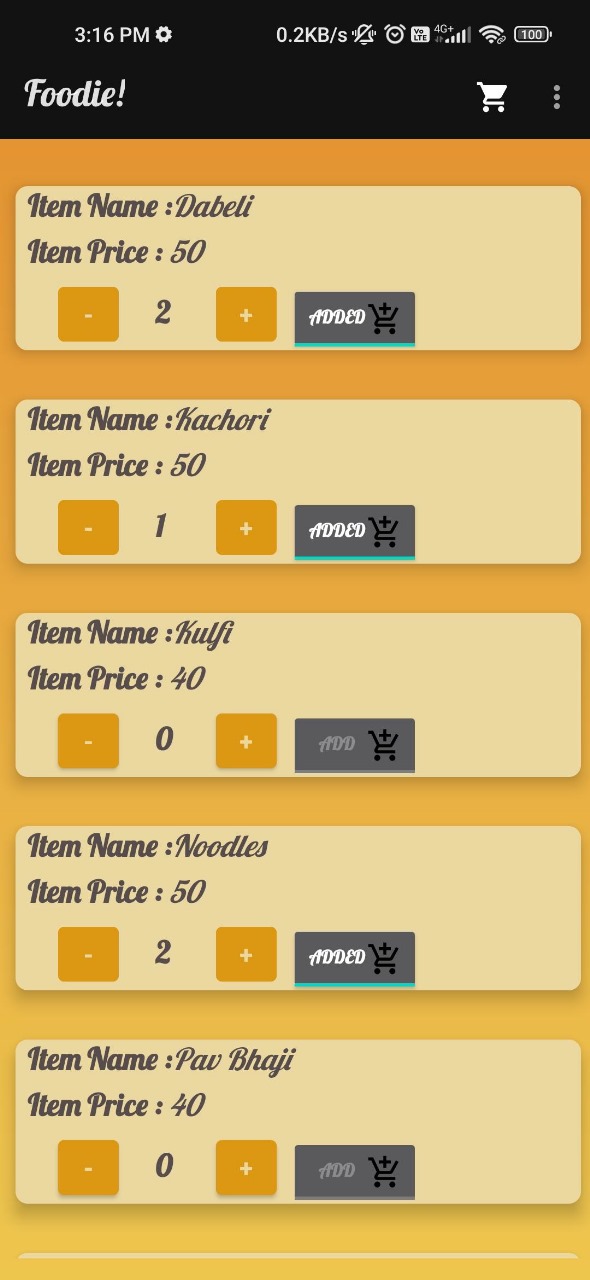 3:16 PM 0.2KB/s Vo LTE 4G+ 100
Foodie!
Item Name :Dabeli
Item Price : 50
- 2 + ADDED
Item Name :Kachori
Item Price : 50
- 1 + ADDED
Item Name :Kulfi
Item Price : 40
- 0 + ADD
Item Name :Noodles
Item Price : 50
- 2 + ADDED
Item Name :Pav Bhaji
Item Price : 40
- 0 + ADD